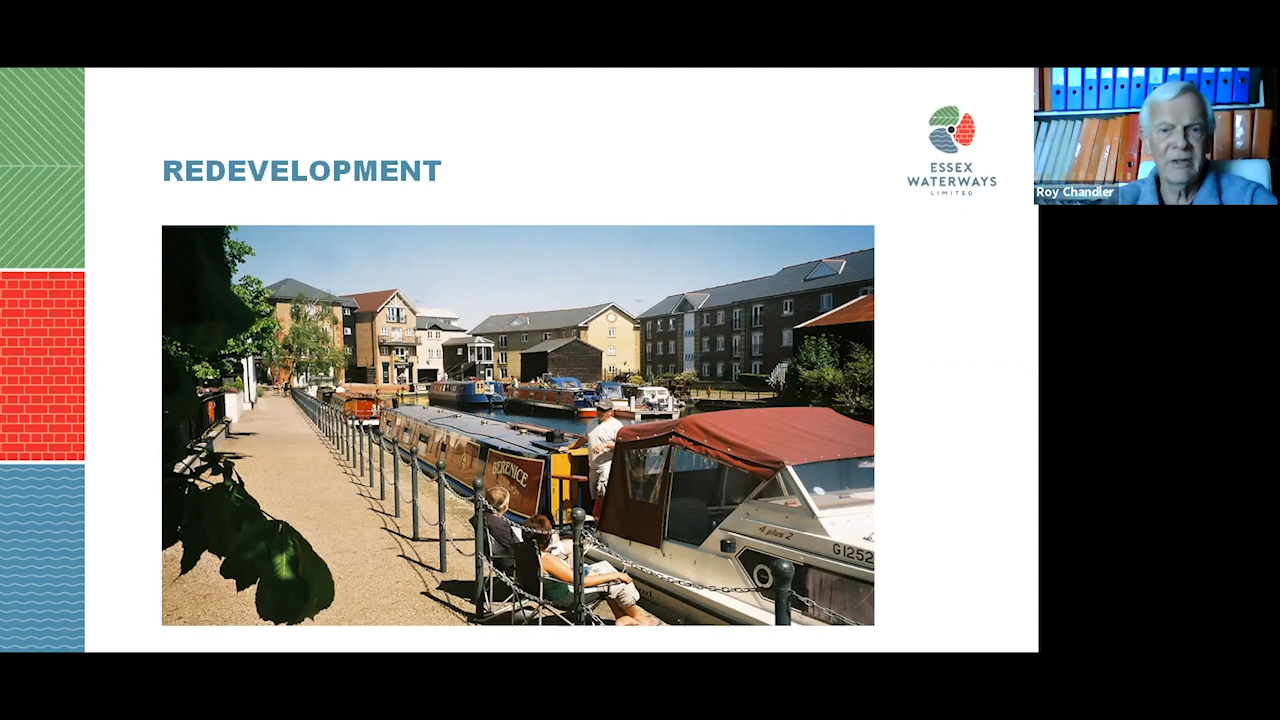 REDEVELOPMENT
ESSEX
WATERWAYS
LIMITED
Roy Chandler
BERENICE
4 plus 2
G1252